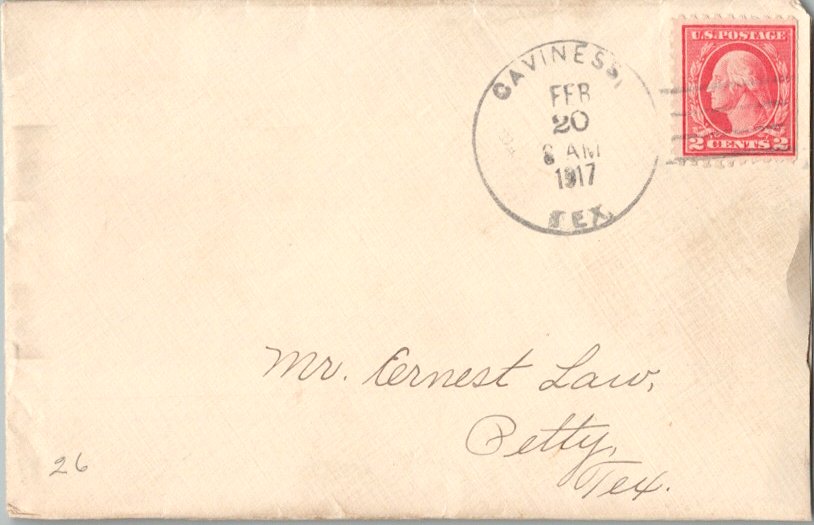 CAVINESS,
FEB
20
8 AM
1917
TEX.
U.S. POSTAGE
2 CENTS 2
Mr. Ernest Law,
Petty,
Tex.
26